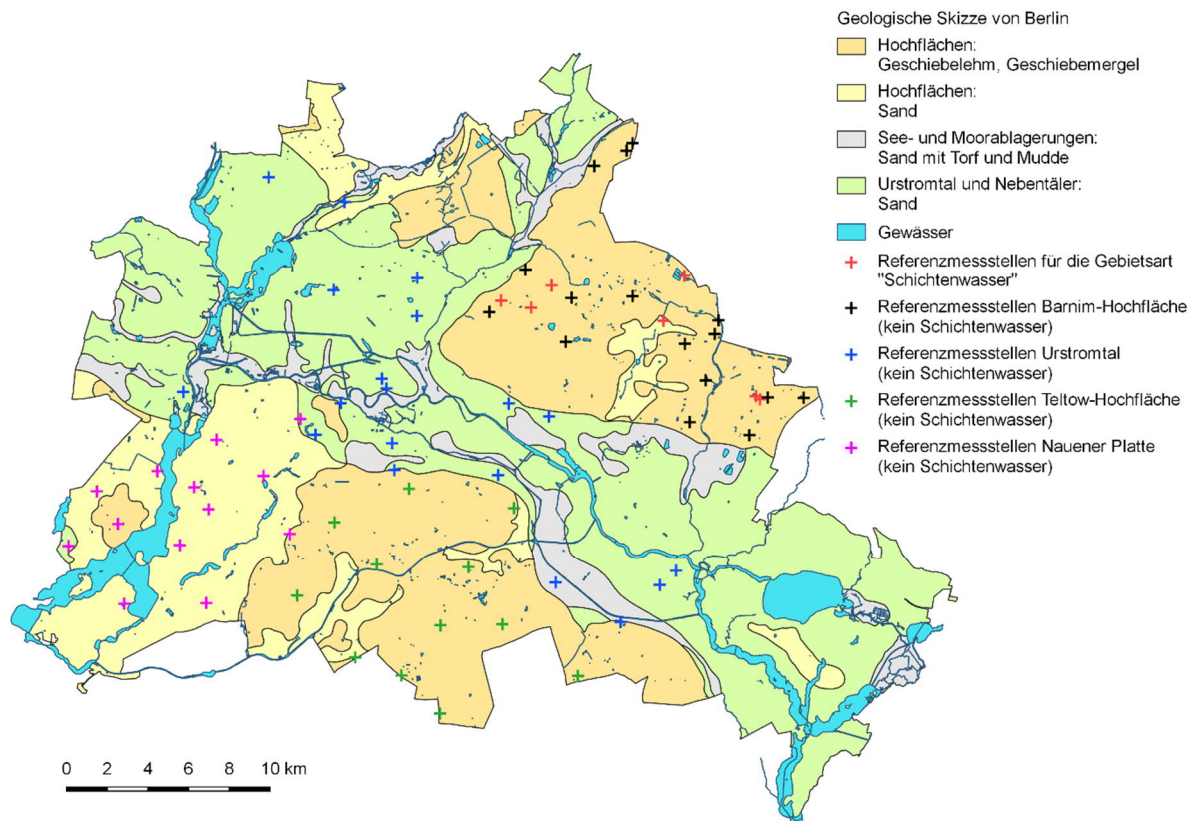 Geologische Skizze von Berlin
Hochflächen:
Geschiebelehm, Geschiebemergel
Hochflächen:
Sand
See- und Moorablagerungen:
Sand mit Torf und Mudde
Urstromtal und Nebentäler:
Sand
Gewässer
Referenzmessstellen für die Gebietsart
"Schichtenwasser"
Referenzmessstellen Barnim-Hochfläche
(kein Schichtenwasser)
Referenzmessstellen Urstromtal
(kein Schichtenwasser)
Referenzmessstellen Teltow-Hochfläche
(kein Schichtenwasser)
Referenzmessstellen Nauener Platte
(kein Schichtenwasser)
0 2 4 6 8 10 km